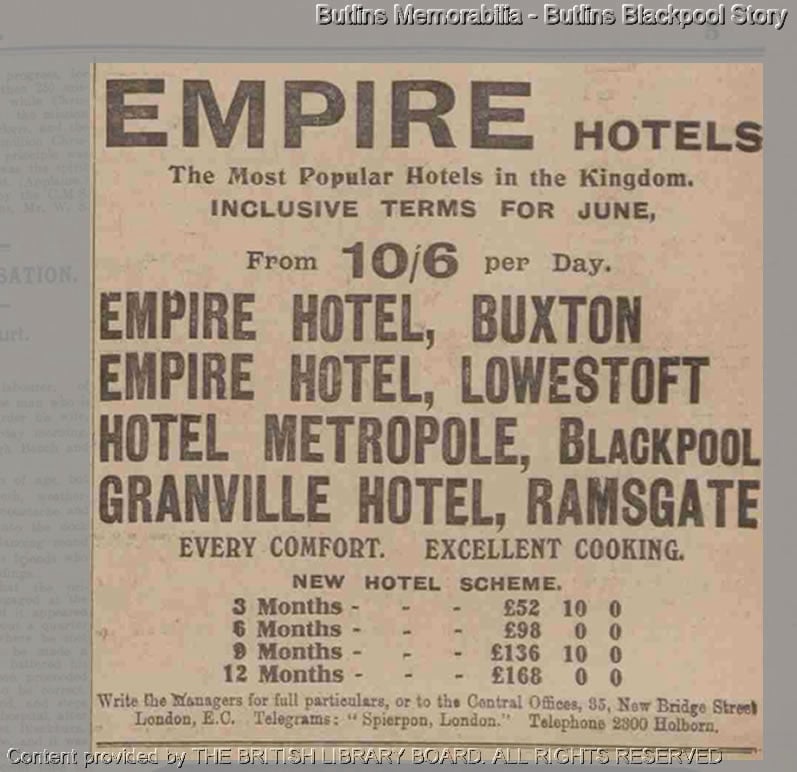 Butlins Memorabilia - Butlins Blackpool Story
EMPIRE HOTELS
The Most Popular Hotels in the Kingdom.
INCLUSIVE TERMS FOR JUNE,
From 10/6 per Day.
EMPIRE HOTEL, BUXTON
EMPIRE HOTEL, LOWESTOFT
HOTEL METROPOLE, BLACKPOOL
GRANVILLE HOTEL, RAMSGATE
EVERY COMFORT. EXCELLENT COOKING.
NEW HOTEL SCHEME.
3 Months - - - £52 10 0
6 Months - - - £98 0 0
9 Months - - - £136 10 0
12 Months - - - £168 0 0
Write the Managers for full particulars, or to the Central Offices, 35, New Bridge Street
London, E.C. Telegrams: "Spierpon, London." Telephone 2300 Holborn.
Content provided by THE BRITISH LIBRARY BOARD. ALL RIGHTS RESERVED